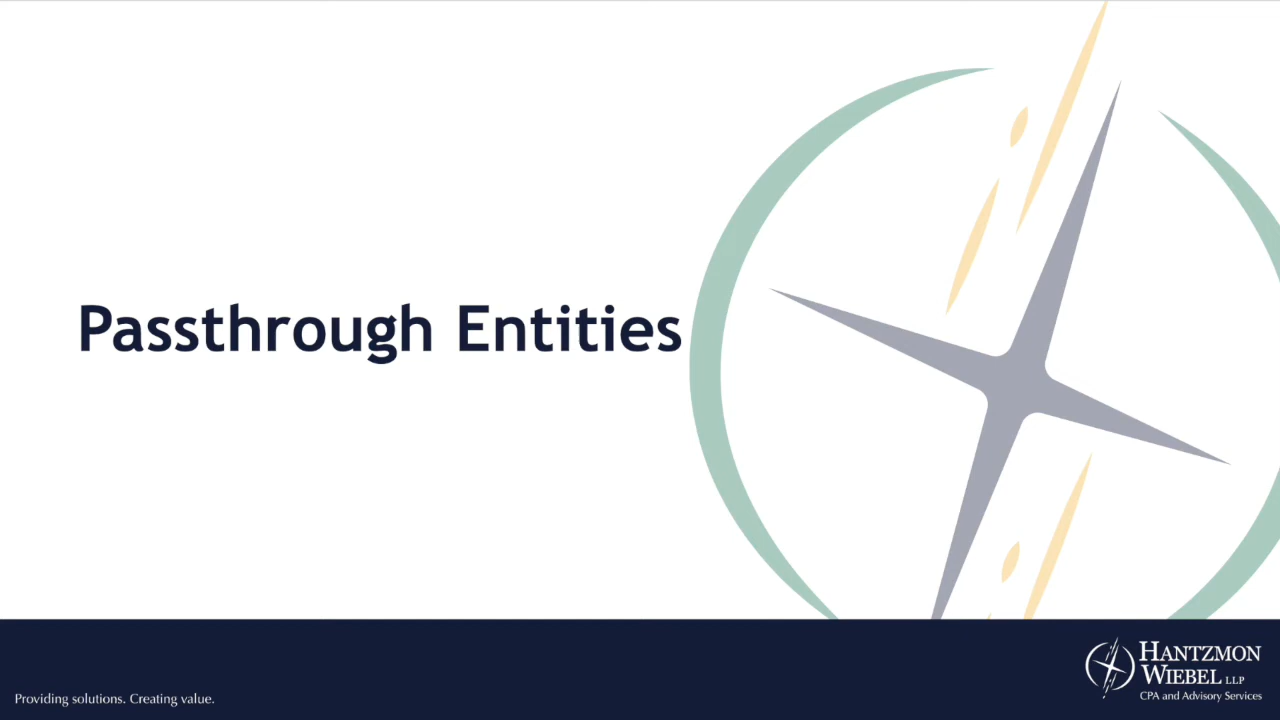 Passthrough Entities
Providing solutions. Creating value.
HANTZMON
WIEBEL LLP
CPA and Advisory Services